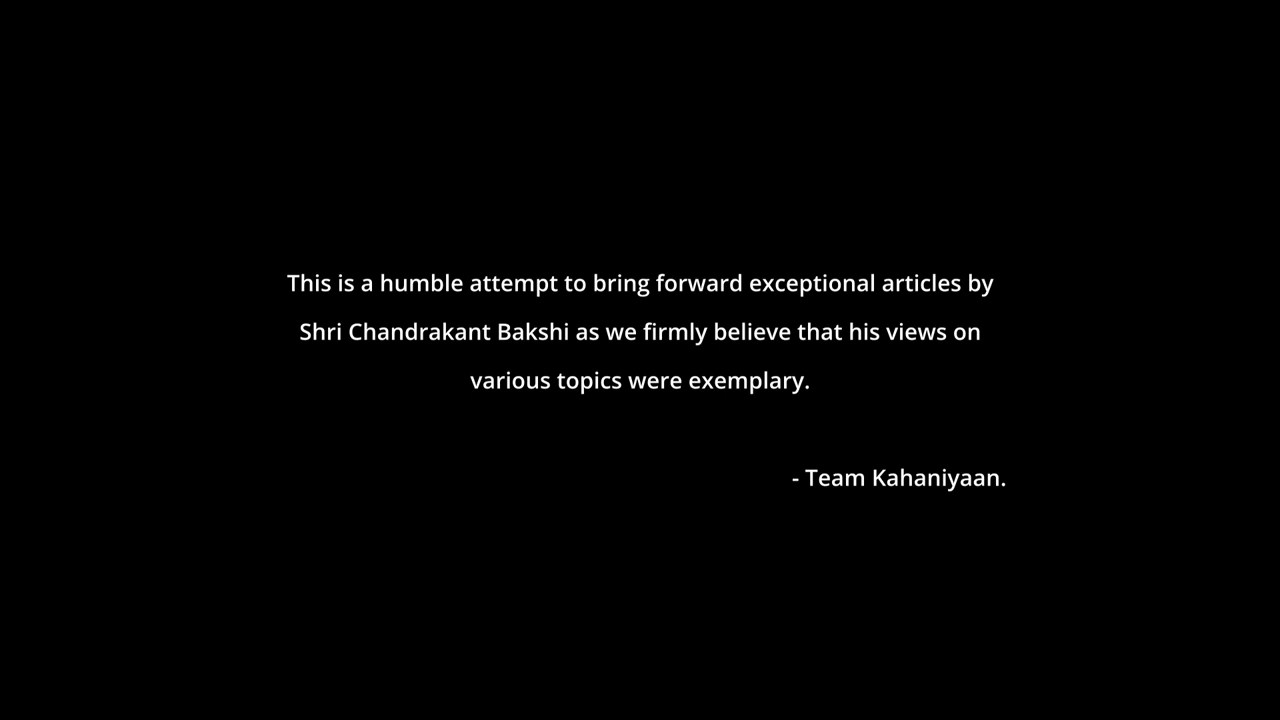 This is a humble attempt to bring forward exceptional articles by
Shri Chandrakant Bakshi as we firmly believe that his views on
various topics were exemplary.
- Team Kahaniyaan.